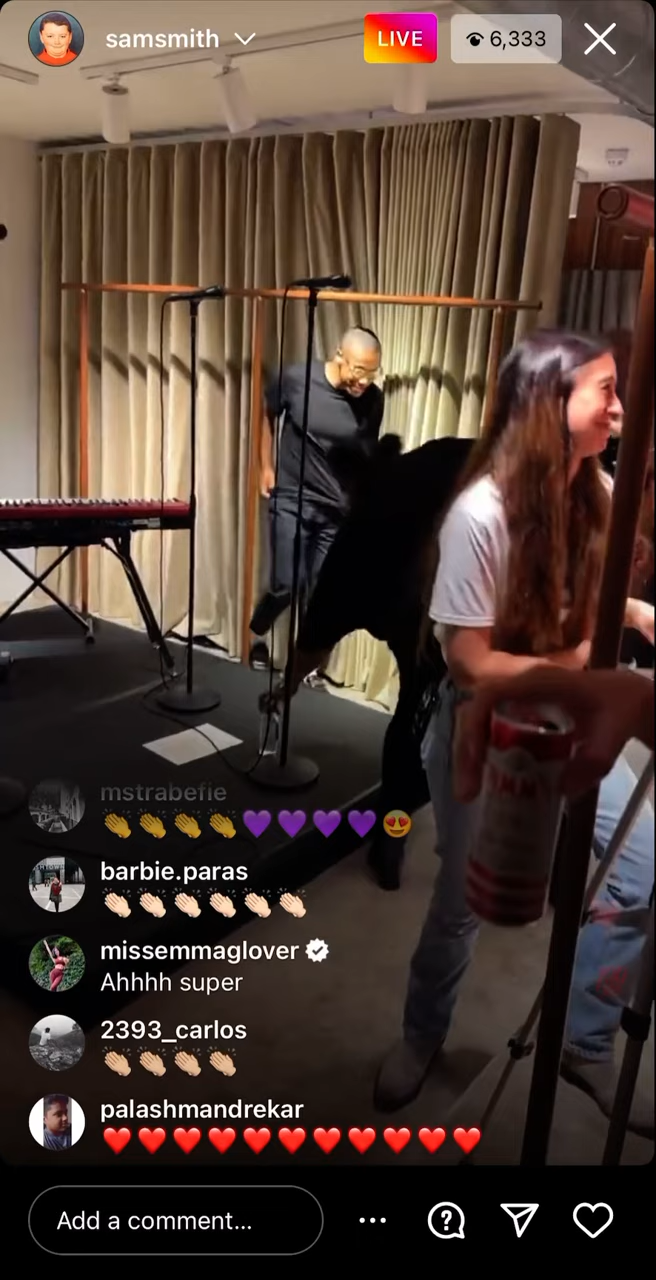 samsmith
LIVE
6,333
mstrabefie
👏👏👏👏💜💜💜💜😍
barbie.paras
👏🏻👏🏻👏🏻👏🏻👏🏻👏🏻
missemmaglover
Ahhhh super
2393_carlos
👏🏼👏🏼👏🏼👏🏼
palashmandrekar
❤️❤️❤️❤️❤️❤️❤️❤️❤️❤️❤️
Add a comment...